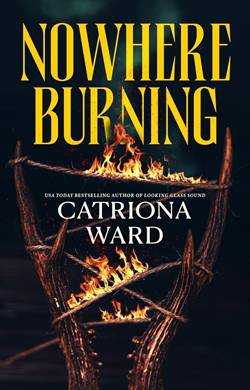 NOWHERE
BURNING
USA TODAY BESTSELLING AUTHOR OF LOOKING GLASS SOUND
CATRIONA
WARD